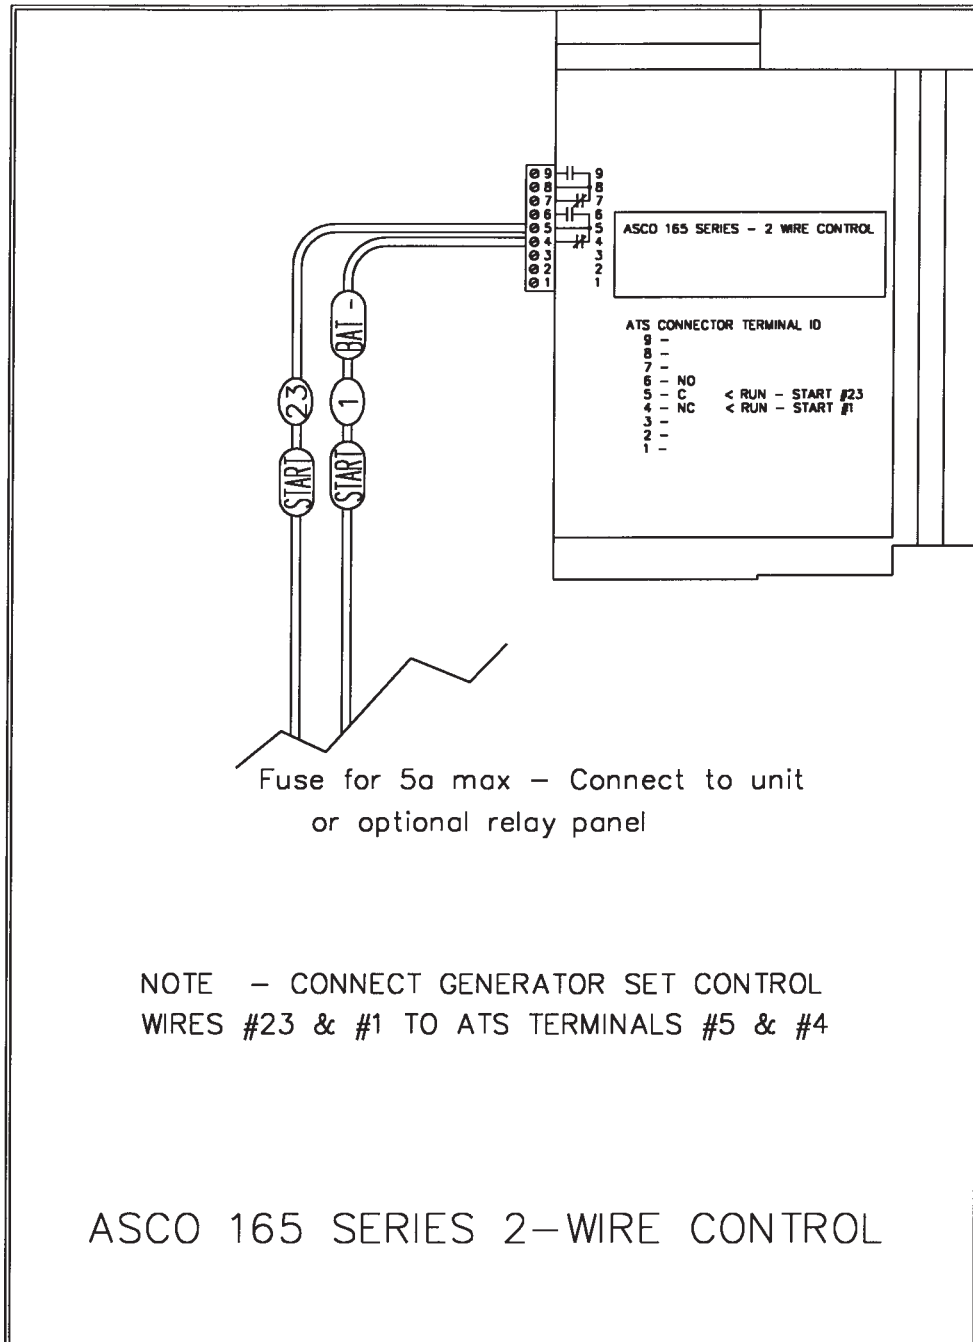 9 9
8 8
7 7
6 6
5 5
4 4
3 3
2 2
1 1
ASCO 165 SERIES - 2 WIRE CONTROL
ATS CONNECTOR TERMINAL ID
9 -
8 -
7 -
6 - NO
5 - C < RUN - START #23
4 - NC < RUN - START #1
3 -
2 -
1 -
BAT -
23
1
START
START
Fuse for 5a max - Connect to unit
or optional relay panel
NOTE - CONNECT GENERATOR SET CONTROL
WIRES #23 & #1 TO ATS TERMINALS #5 & #4
ASCO 165 SERIES 2-WIRE CONTROL